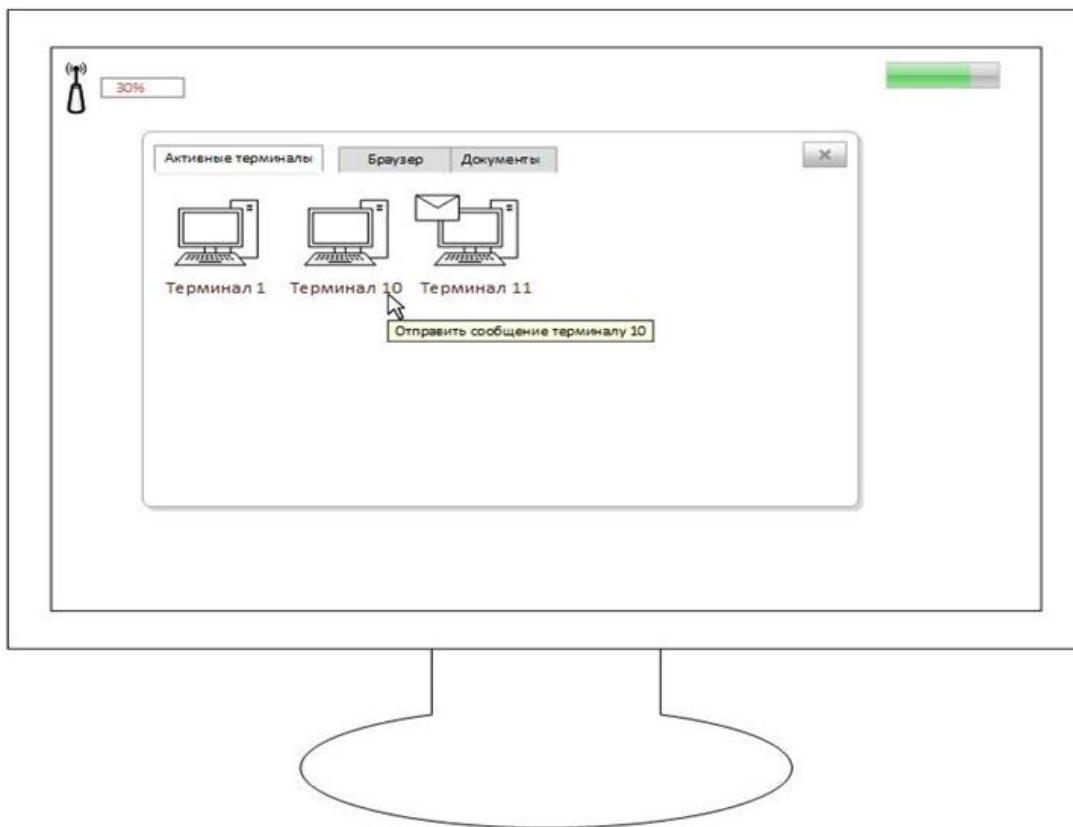 30%
Активные терминалы Браузер Документы
Терминал 1 Терминал 10 Терминал 11
Отправить сообщение терминалу 10